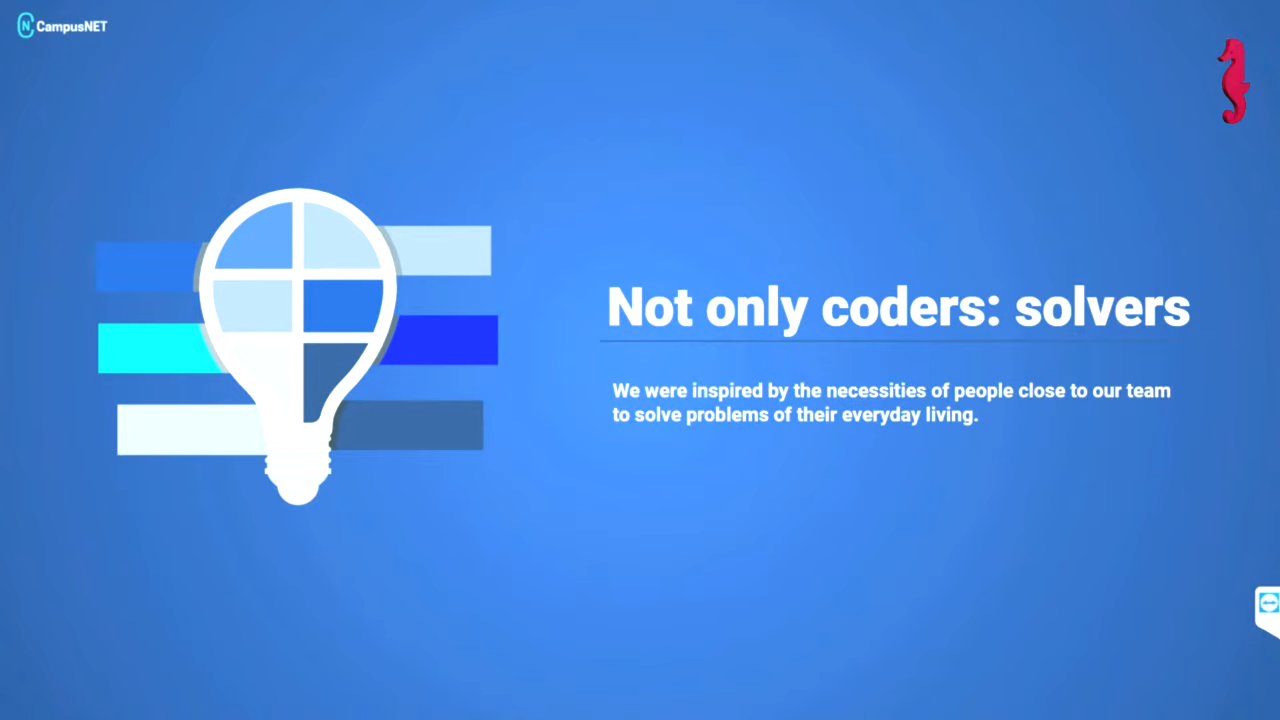 N CampusNET
Not only coders: solvers
We were inspired by the necessities of people close to our team
to solve problems of their everyday living.